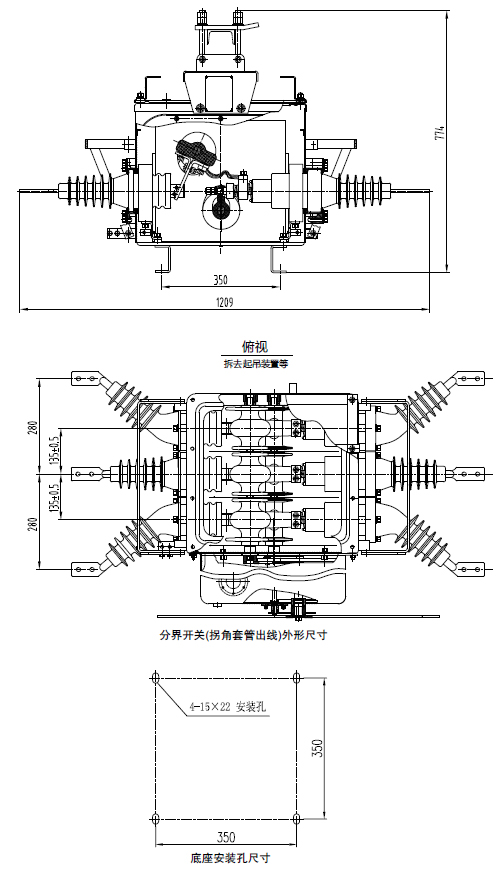 774
350
1209
俯视
拆去起吊装置等
280
135±0.5
135±0.5
280
分界开关(拐角套管出线)外形尺寸
4-15×22 安装孔
350
350
底座安装孔尺寸